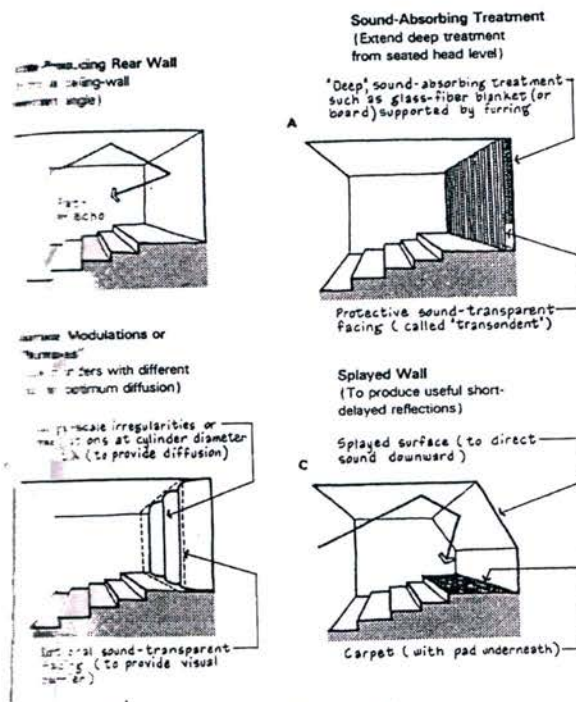 Rear Wall
angle)
echo
Sound-Absorbing Treatment
(Extend deep treatment
from seated head level)
"Deep", sound-absorbing treatment
such as glass-fiber blanket (or
board) supported by furring
A
Protective sound-transparent
facing (called "transondent")
Modulations or
with different
optimum diffusion)
-scale irregularities or
at cylinder diameter
(to provide diffusion)
sound-transparent
(to provide visual
Splayed Wall
(To produce useful short-
delayed reflections)
Splayed surface (to direct
sound downward)
C
Carpet (with pad underneath)